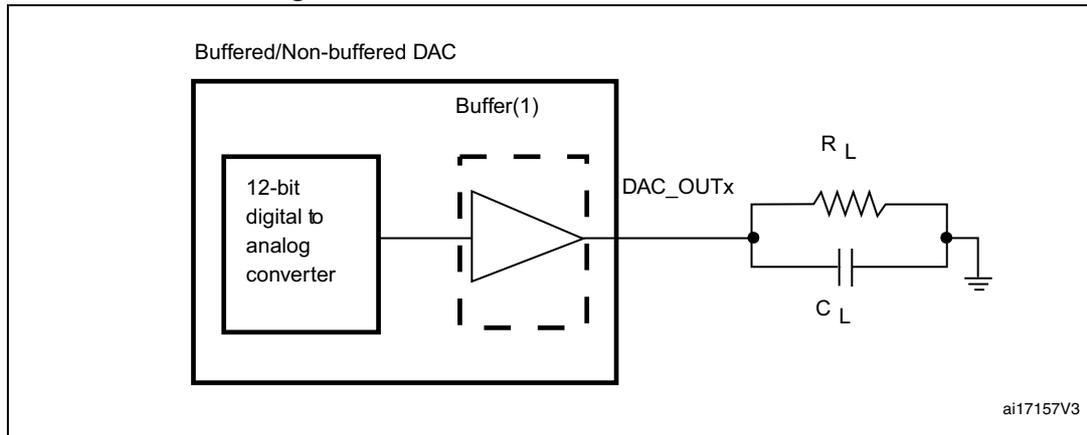 Buffered/Non-buffered DAC
Buffer(1)
12-bit
digital to
analog
converter
DAC_OUTx
R L
C L
ai17157V3